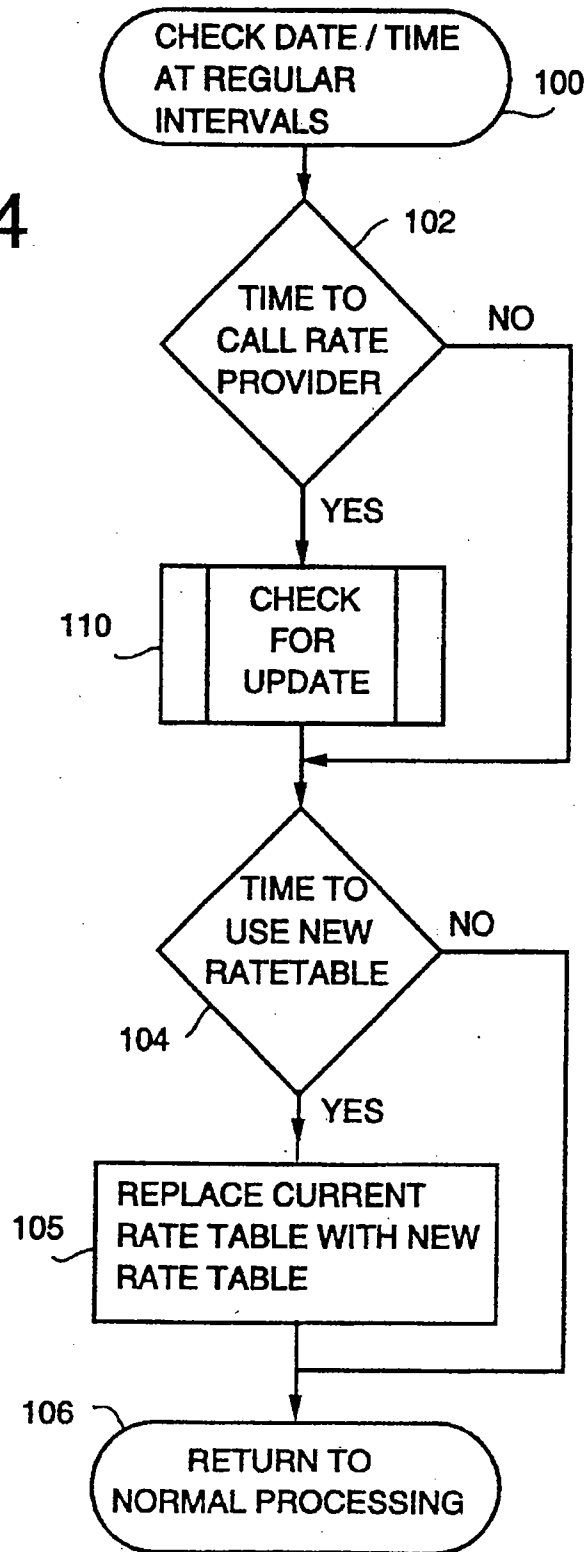 CHECK DATE / TIME
AT REGULAR
INTERVALS
100
4
102
TIME TO
CALL RATE
PROVIDER
NO
YES
110
CHECK
FOR
UPDATE
TIME TO
USE NEW
RATETABLE
NO
104
YES
105
REPLACE CURRENT
RATE TABLE WITH NEW
RATE TABLE
106
RETURN TO
NORMAL PROCESSING